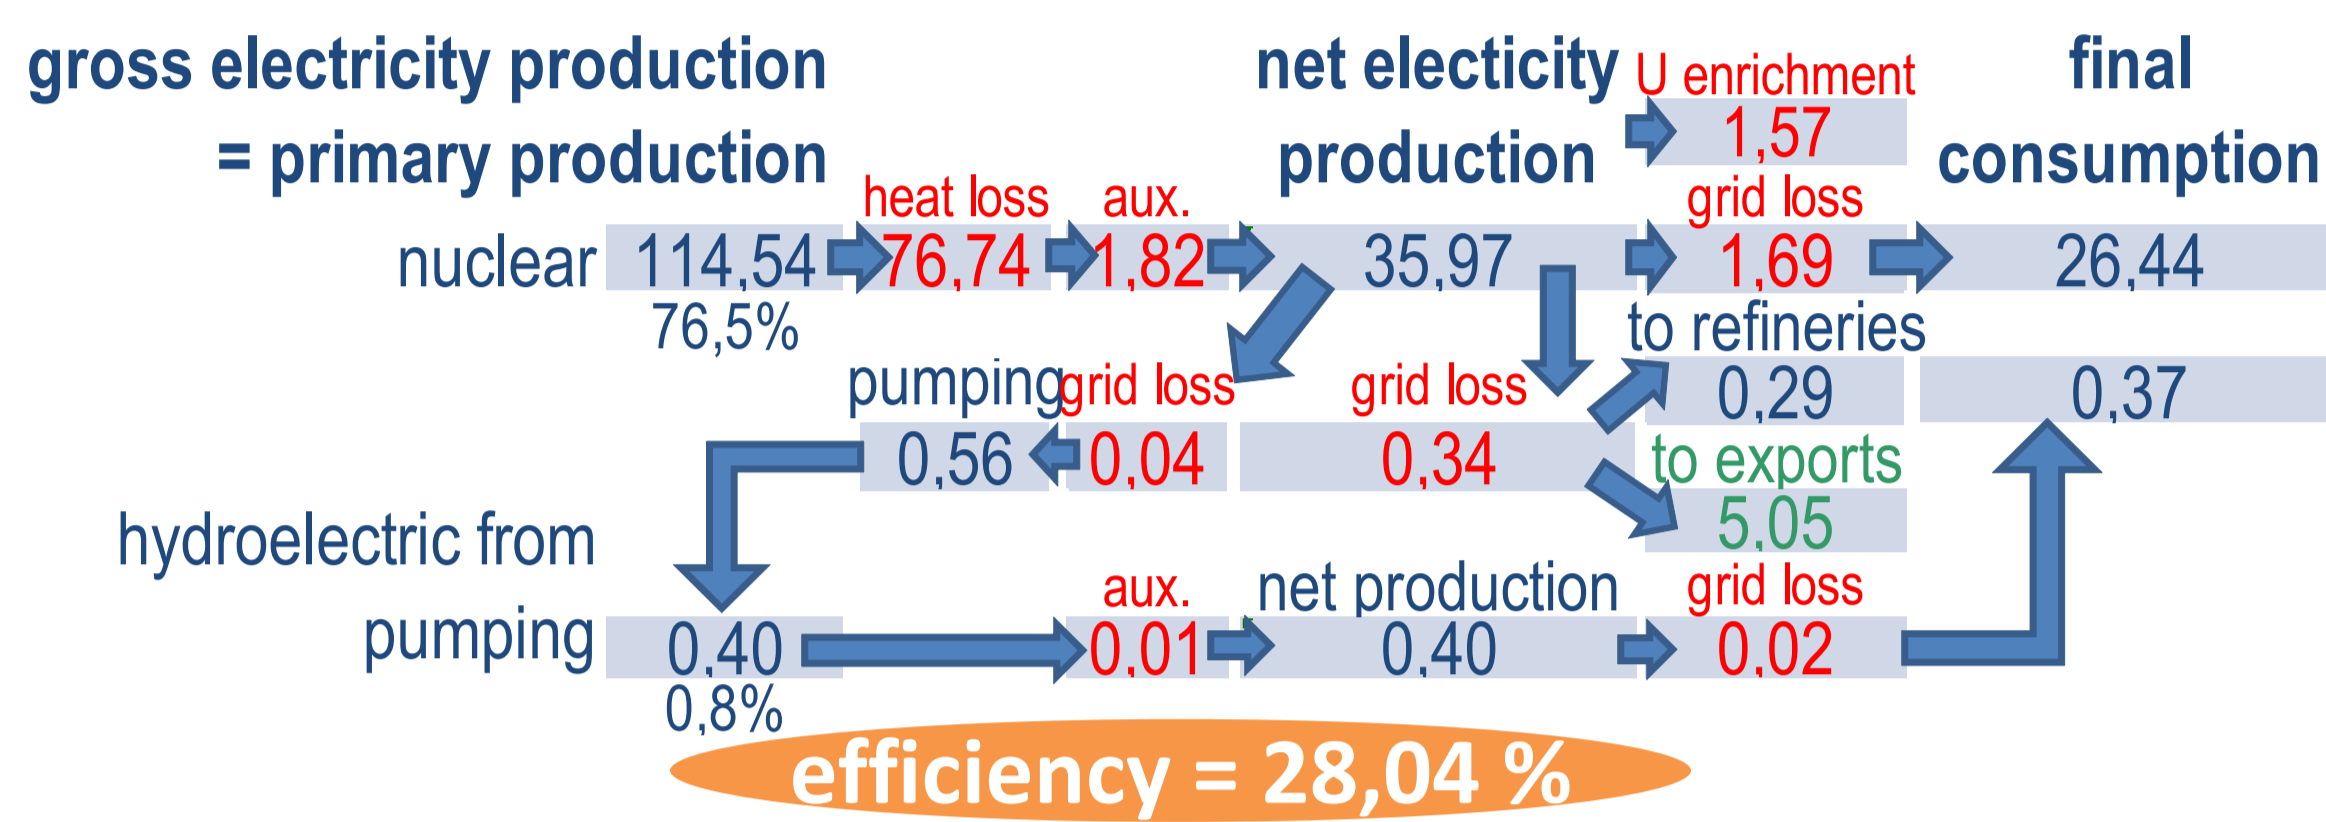 gross electricity production
= primary production
net electicity
production
U enrichment
1,57
final
consumption
heat loss
aux.
grid loss
nuclear
114,54
76,74
1,82
35,97
1,69
26,44
76,5%
to refineries
pumping
grid loss
grid loss
0,29
0,37
0,56
0,04
0,34
to exports
5,05
hydroelectric from
pumping
aux.
net production
grid loss
0,40
0,01
0,40
0,02
0,8%
efficiency = 28,04 %